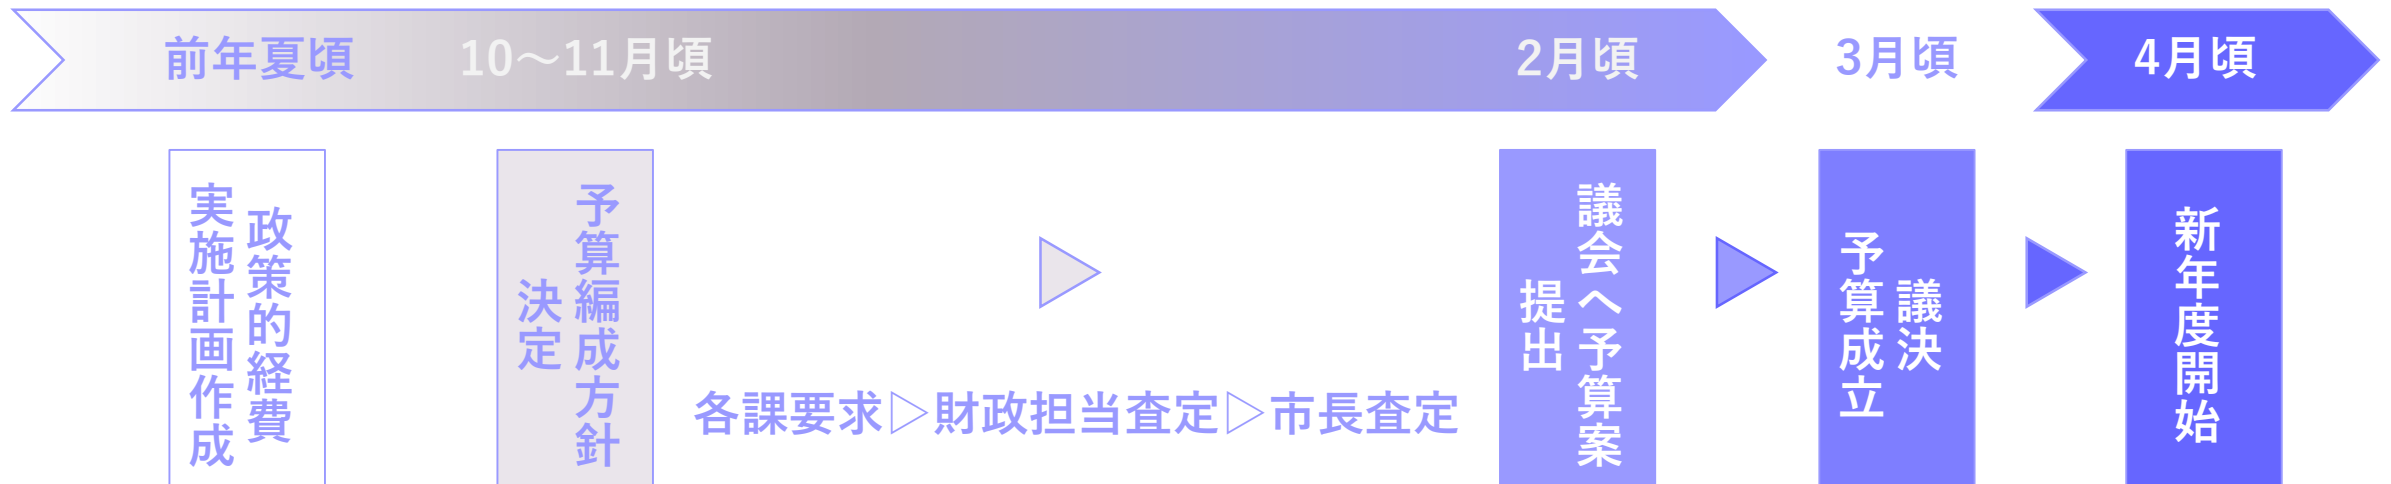 前年夏頃
10～11月頃
2月頃
3月頃
4月頃
政策的経費
実施計画作成
予算編成方針
決定
各課要求▷財政担当査定▷市長査定
議会へ予算案
提出
議決
予算成立
新年度開始